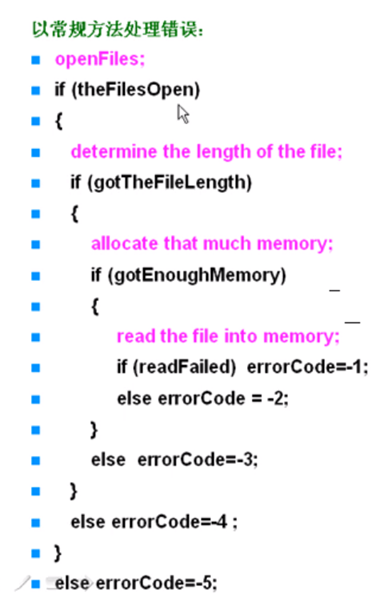 以常规方法处理错误：
openFiles;
if (theFilesOpen)
{
determine the length of the file;
if (gotTheFileLength)
{
allocate that much memory;
if (gotEnoughMemory)
{
read the file into memory;
if (readFailed) errorCode=-1;
else errorCode = -2;
}
else errorCode=-3;
}
else errorCode=-4 ;
}
else errorCode=-5;